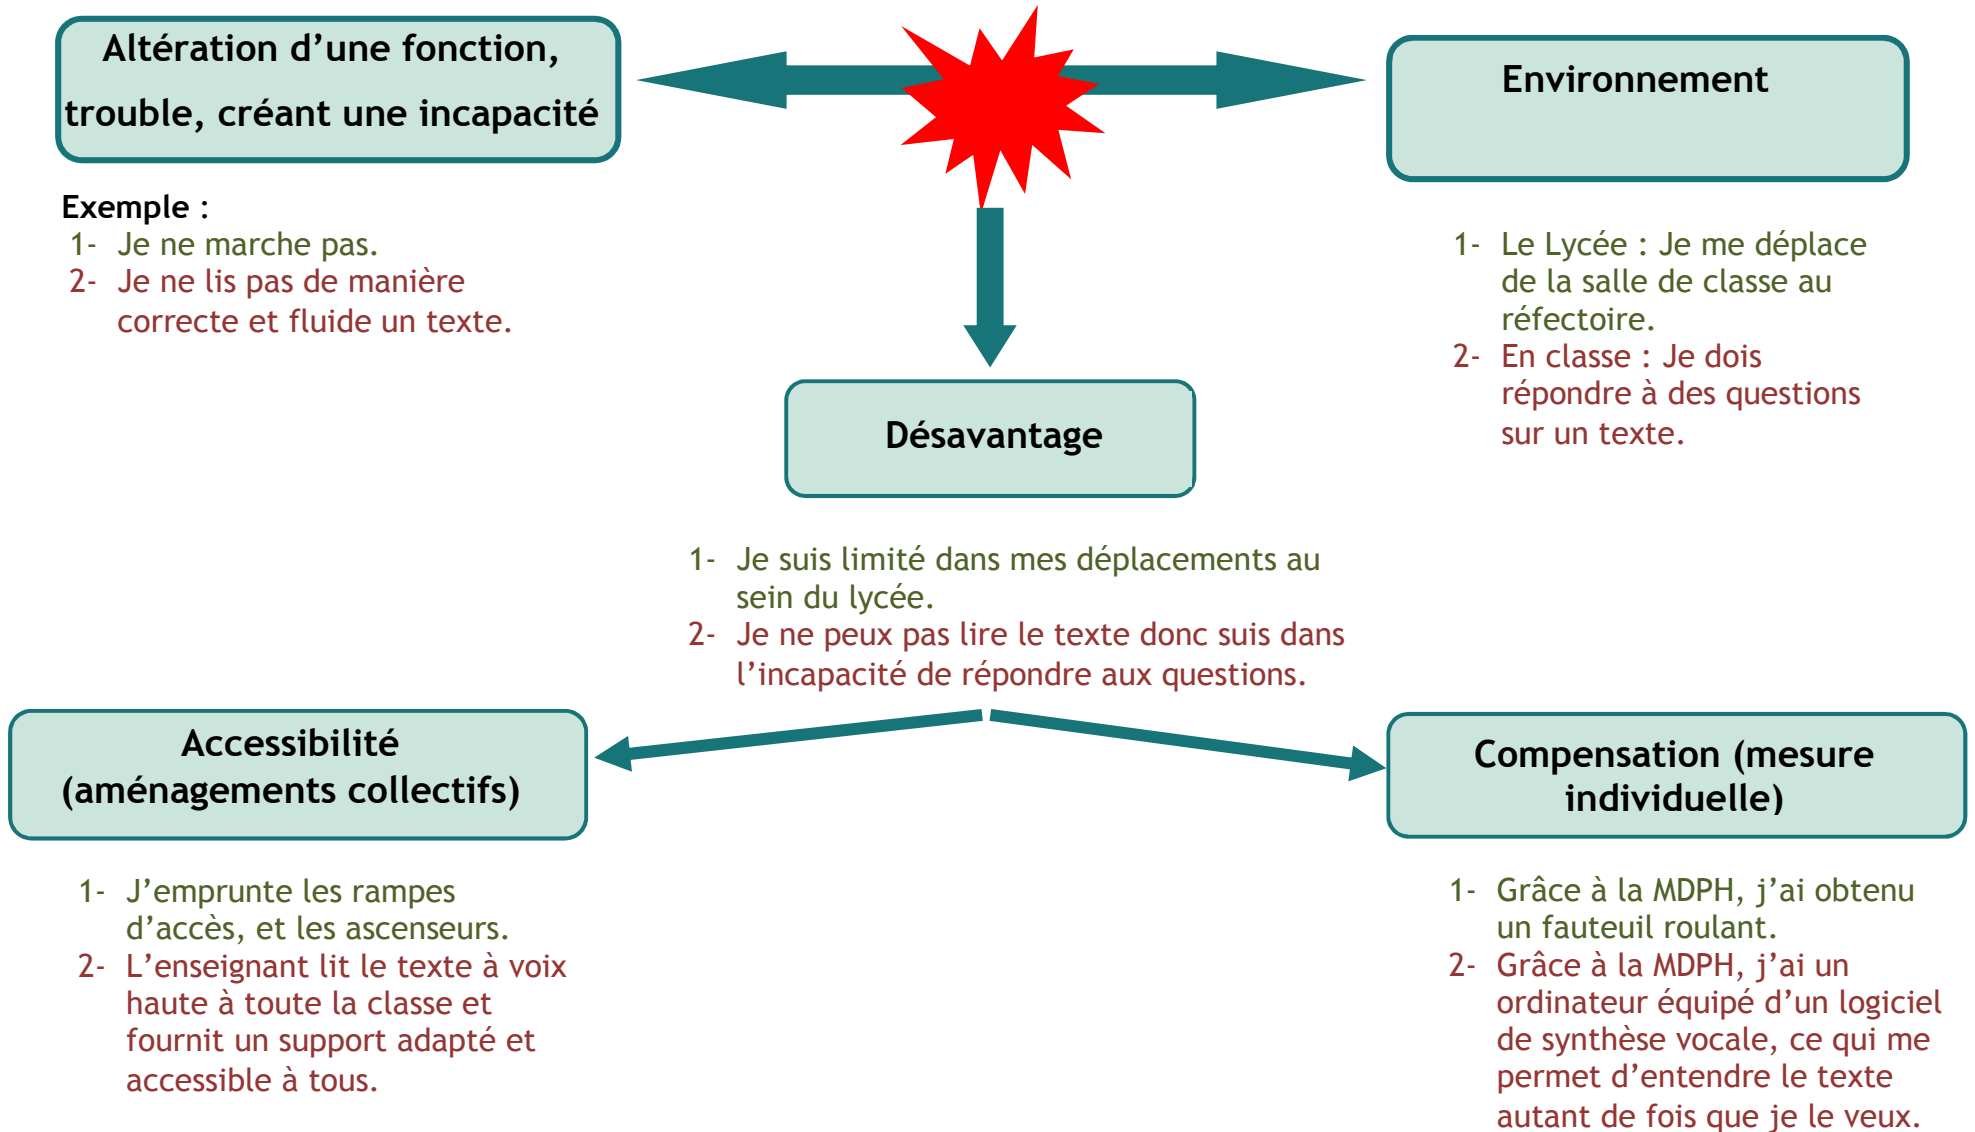 Altération d’une fonction,
trouble, créant une incapacité
Environnement
Exemple :
1- Je ne marche pas.
2- Je ne lis pas de manière
correcte et fluide un texte.
1- Le Lycée : Je me déplace
de la salle de classe au
réfectoire.
2- En classe : Je dois
répondre à des questions
sur un texte.
Désavantage
1- Je suis limité dans mes déplacements au
sein du lycée.
2- Je ne peux pas lire le texte donc suis dans
l’incapacité de répondre aux questions.
Accessibilité
(aménagements collectifs)
Compensation (mesure
individuelle)
1- J’emprunte les rampes
d’accès, et les ascenseurs.
2- L’enseignant lit le texte à voix
haute à toute la classe et
fournit un support adapté et
accessible à tous.
1- Grâce à la MDPH, j’ai obtenu
un fauteuil roulant.
2- Grâce à la MDPH, j’ai un
ordinateur équipé d’un logiciel
de synthèse vocale, ce qui me
permet d’entendre le texte
autant de fois que je le veux.